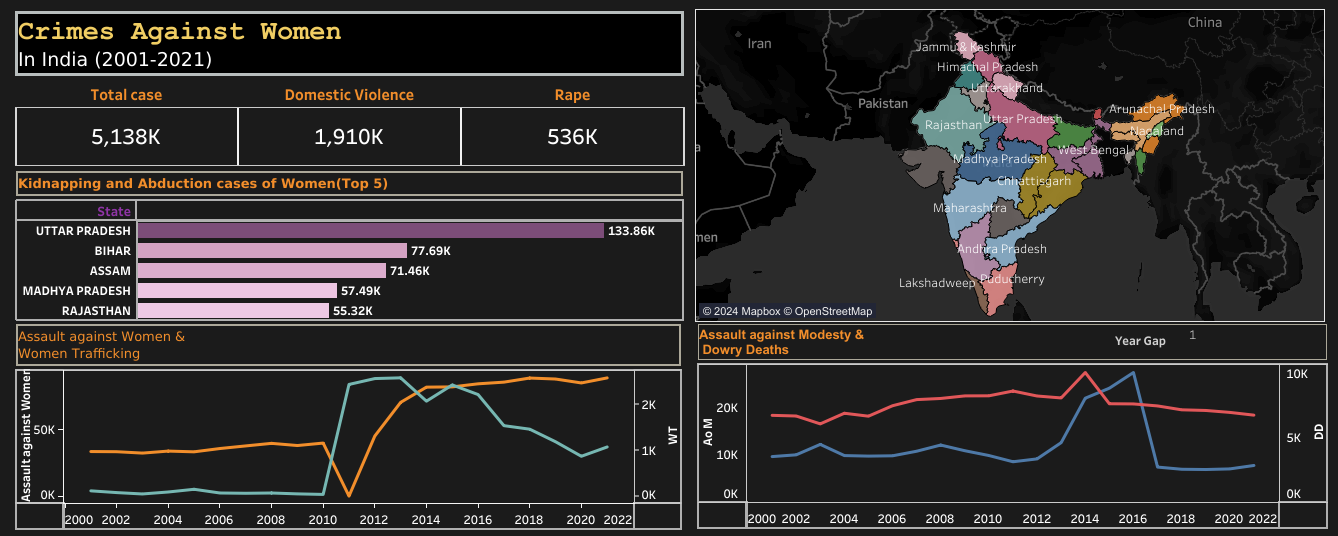 Crimes Against Women
In India (2001-2021)
Total case
Domestic Violence
Rape
5,138K
1,910K
536K
Kidnapping and Abduction cases of Women(Top 5)
State
UTTAR PRADESH
133.86K
BIHAR
77.69K
ASSAM
71.46K
MADHYA PRADESH
57.49K
RAJASTHAN
55.32K
Assault against Women &
Women Trafficking
Assault against Women
50K
0K
2K
1K
0K
WT
2000 2002 2004 2006 2008 2010 2012 2014 2016 2018 2020 2022
China
Iran
Jammu & Kashmir
Himachal Pradesh
Uttarakhand
Pakistan
Arunachal Pradesh
Uttar Pradesh
Rajasthan
Nagaland
West Bengal
Madhya Pradesh
Chhattisgarh
Maharashtra
men
Andhra Pradesh
Lakshadweep
Puducherry
© 2024 Mapbox © OpenStreetMap
Assault against Modesty &
Dowry Deaths
Year Gap
1
Ao M
20K
10K
0K
10K
5K
0K
DD
2000 2002 2004 2006 2008 2010 2012 2014 2016 2018 2020 2022